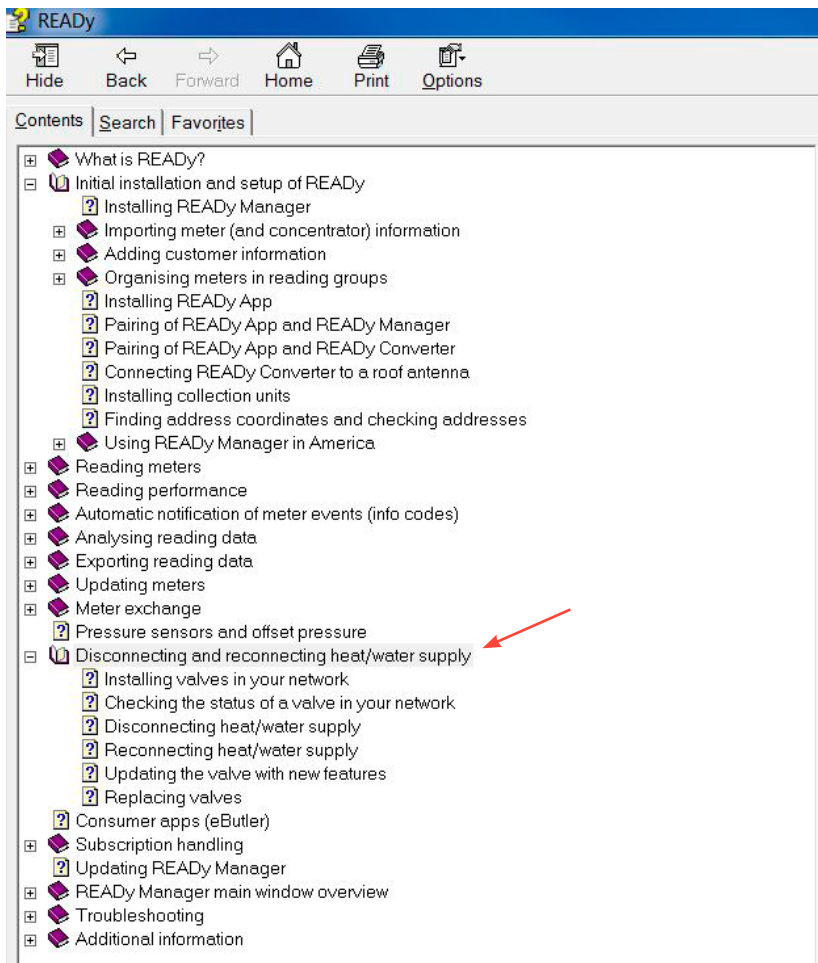 READy
Hide Back Forward Home Print Options
Contents Search Favorites
What is READy?
Initial installation and setup of READy
Installing READy Manager
Importing meter (and concentrator) information
Adding customer information
Organising meters in reading groups
Installing READy App
Pairing of READy App and READy Manager
Pairing of READy App and READy Converter
Connecting READy Converter to a roof antenna
Installing collection units
Finding address coordinates and checking addresses
Using READy Manager in America
Reading meters
Reading performance
Automatic notification of meter events (info codes)
Analysing reading data
Exporting reading data
Updating meters
Meter exchange
Pressure sensors and offset pressure
Disconnecting and reconnecting heat/water supply
Installing valves in your network
Checking the status of a valve in your network
Disconnecting heat/water supply
Reconnecting heat/water supply
Updating the valve with new features
Replacing valves
Consumer apps (eButler)
Subscription handling
Updating READy Manager
READy Manager main window overview
Troubleshooting
Additional information